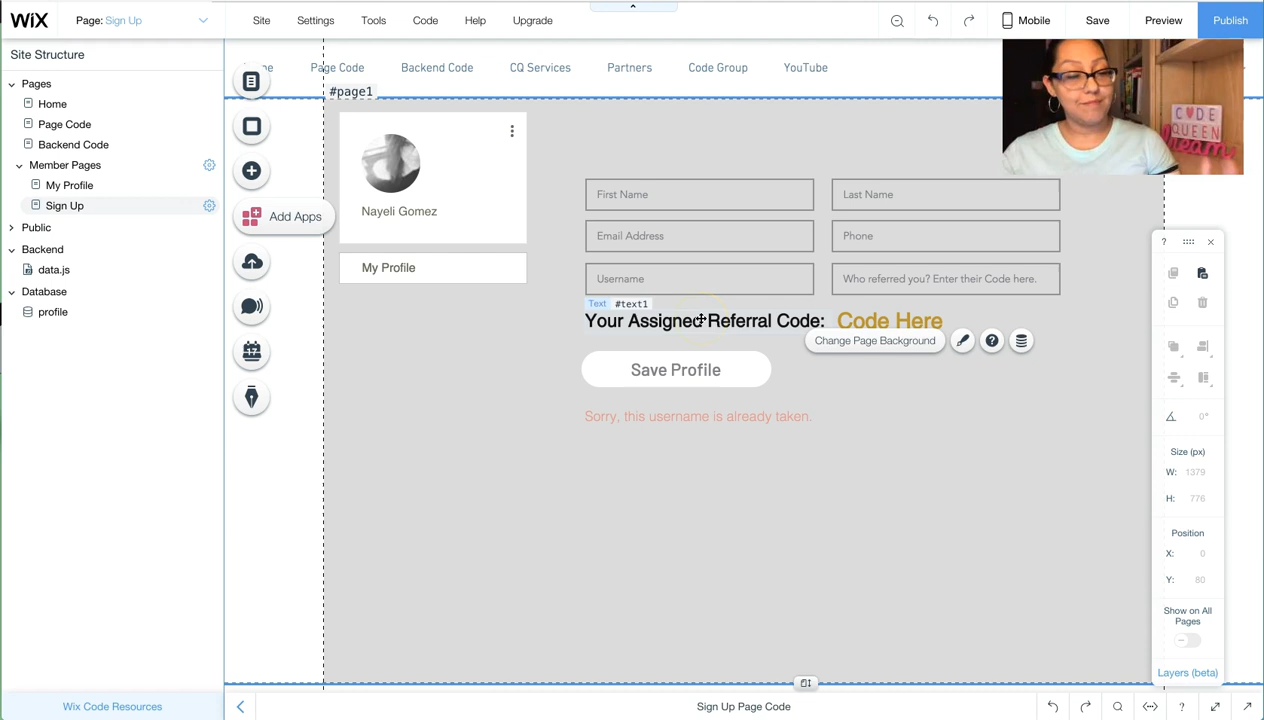 WiX Page: Sign Up Site Settings Tools Code Help Upgrade Mobile Save Preview Publish
Site Structure
Pages
Home
Page Code
Backend Code
Member Pages
My Profile
Sign Up
Public
Backend
data.js
Database
profile
Wix Code Resources
Page Code Backend Code CQ Services Partners Code Group YouTube
#page1
Add Apps
Nayeli Gomez
My Profile
First Name Last Name
Email Address Phone
Username Who referred you? Enter their Code here.
Text #text1
Your Assigned Referral Code: Code Here
Change Page Background
Save Profile
Sorry, this username is already taken.
CODE
QUEEN
Dream
? 
0°
Size (px)
W: 1379
H: 776
Position
X: 0
Y: 80
Show on All
Pages
Layers (beta)
Sign Up Page Code
?